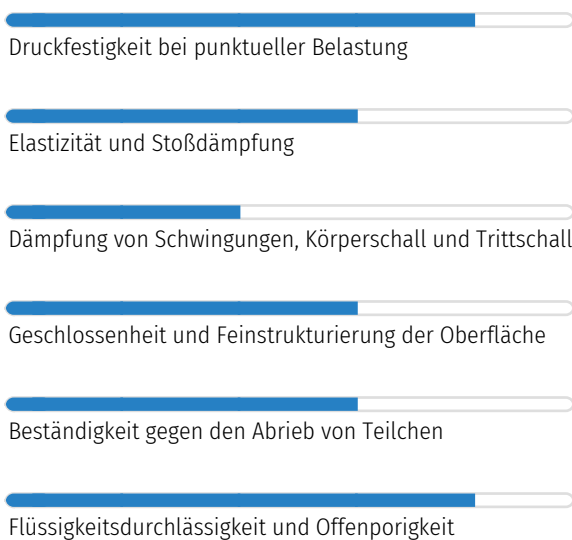 Druckfestigkeit bei punktueller Belastung
Elastizität und Stoßdämpfung
Dämpfung von Schwingungen, Körperschall und Trittschall
Geschlossenheit und Feinstrukturierung der Oberfläche
Beständigkeit gegen den Abrieb von Teilchen
Flüssigkeitsdurchlässigkeit und Offenporigkeit